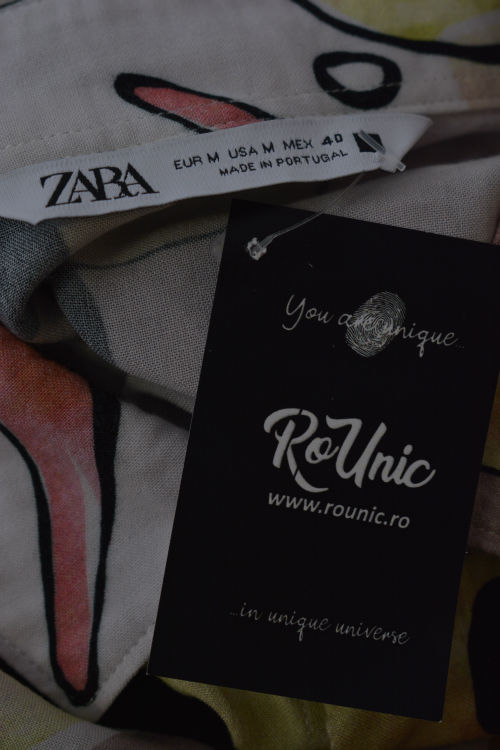 ZARA
EUR M USA M MEX 40
MADE IN PORTUGAL
You are unique...
RoUnic
www.rounic.ro
...in unique universe